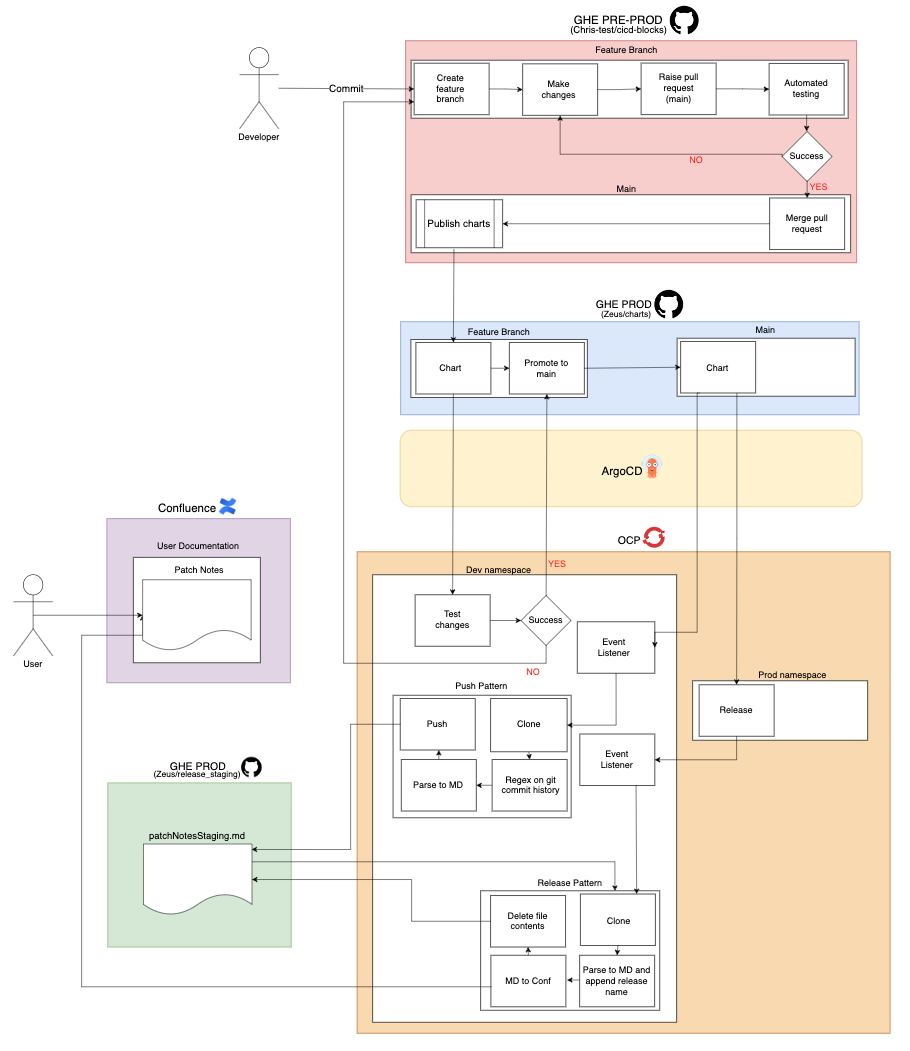 GHE PRE-PROD
(Chris-test/cicd-blocks)
Feature Branch
Developer
Commit
Create
feature
branch
Make
changes
Raise pull
request
(main)
Automated
testing
Success
NO
YES
Main
Publish charts
Merge pull
request
GHE PROD
(Zeus/charts)
Feature Branch
Main
Chart
Promote to
main
Chart
ArgoCD
Confluence
User Documentation
Patch Notes
User
OCP
YES
Dev namespace
Test
changes
Success
NO
Event
Listener
Prod namespace
Release
Push Pattern
Push
Clone
Parse to MD
Regex on git
commit history
Event
Listener
GHE PROD
(Zeus/release_staging)
patchNotesStaging.md
Release Pattern
Delete file
contents
Clone
MD to Conf
Parse to MD and
append release
name